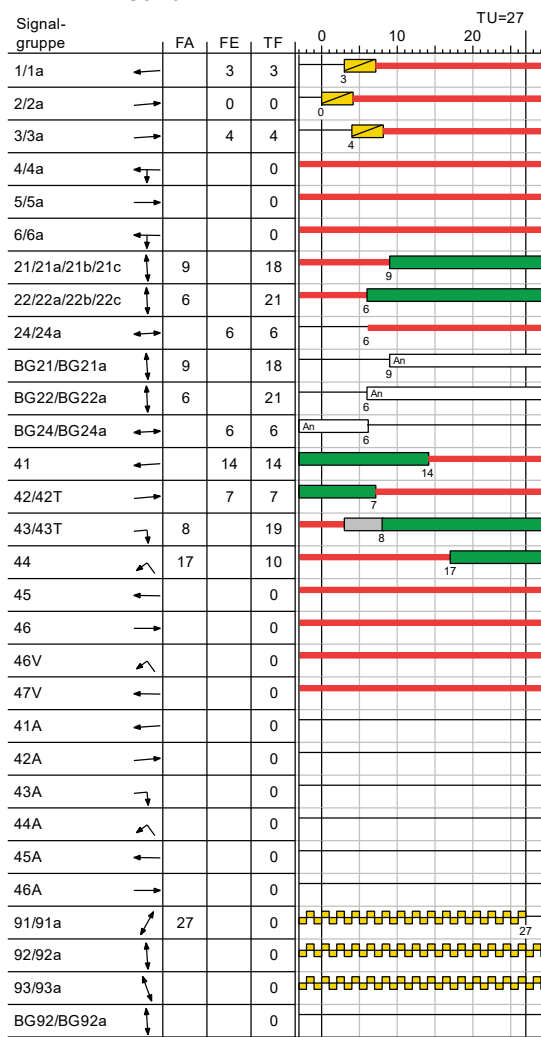 TU=27
Signal-
gruppe FA FE TF 0 10 20
1/1a 3 3 3
2/2a 0 0 0
3/3a 4 4 4
4/4a 0
5/5a 0
6/6a 0
21/21a/21b/21c 9 18 9
22/22a/22b/22c 6 21 6
24/24a 6 6 6
BG21/BG21a 9 18 An 9
BG22/BG22a 6 21 An 6
BG24/BG24a 6 6 An 6
41 14 14 14
42/42T 7 7 7
43/43T 8 19 8
44 17 10 17
45 0
46 0
46V 0
47V 0
41A 0
42A 0
43A 0
44A 0
45A 0
46A 0
91/91a 27 0 27
92/92a 0
93/93a 0
BG92/BG92a 0